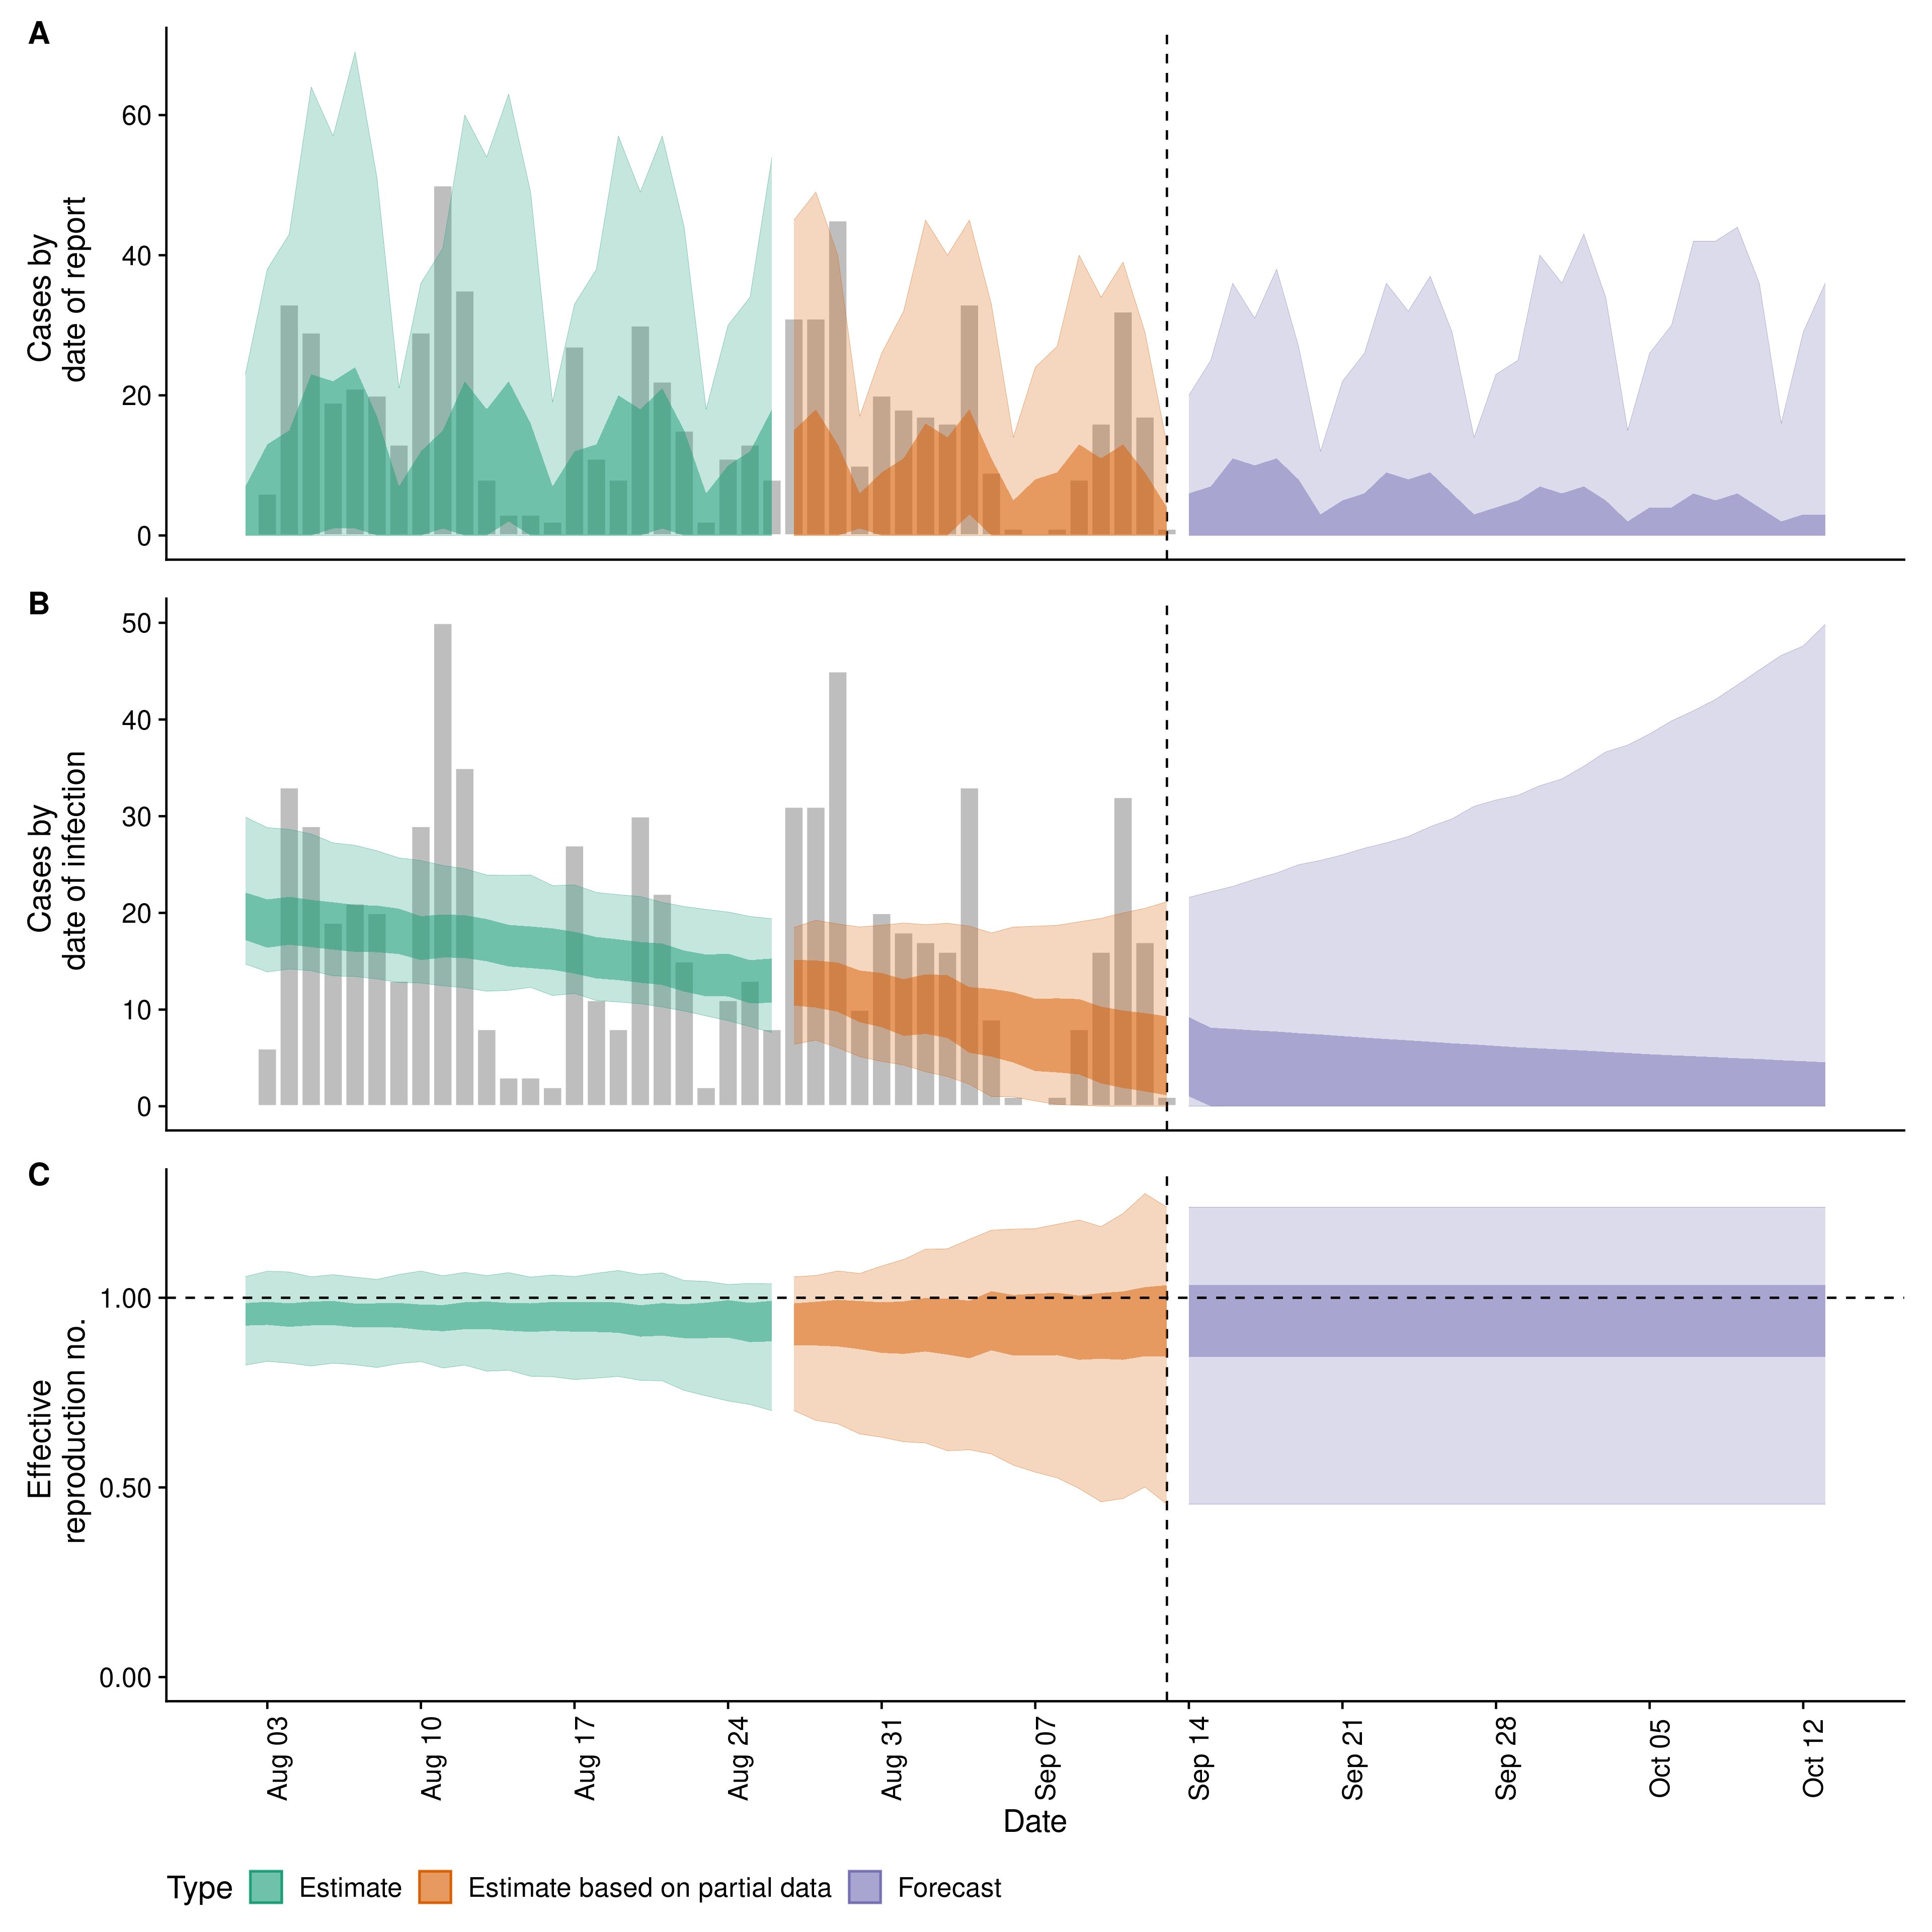 A
Cases by
date of report
60
40
20
0
B
Cases by
date of infection
50
40
30
20
10
0
C
Effective
reproduction no.
1.00
0.50
0.00
Aug 03
Aug 10
Aug 17
Aug 24
Aug 31
Sep 07
Sep 14
Sep 21
Sep 28
Oct 05
Oct 12
Date
Type Estimate Estimate based on partial data Forecast